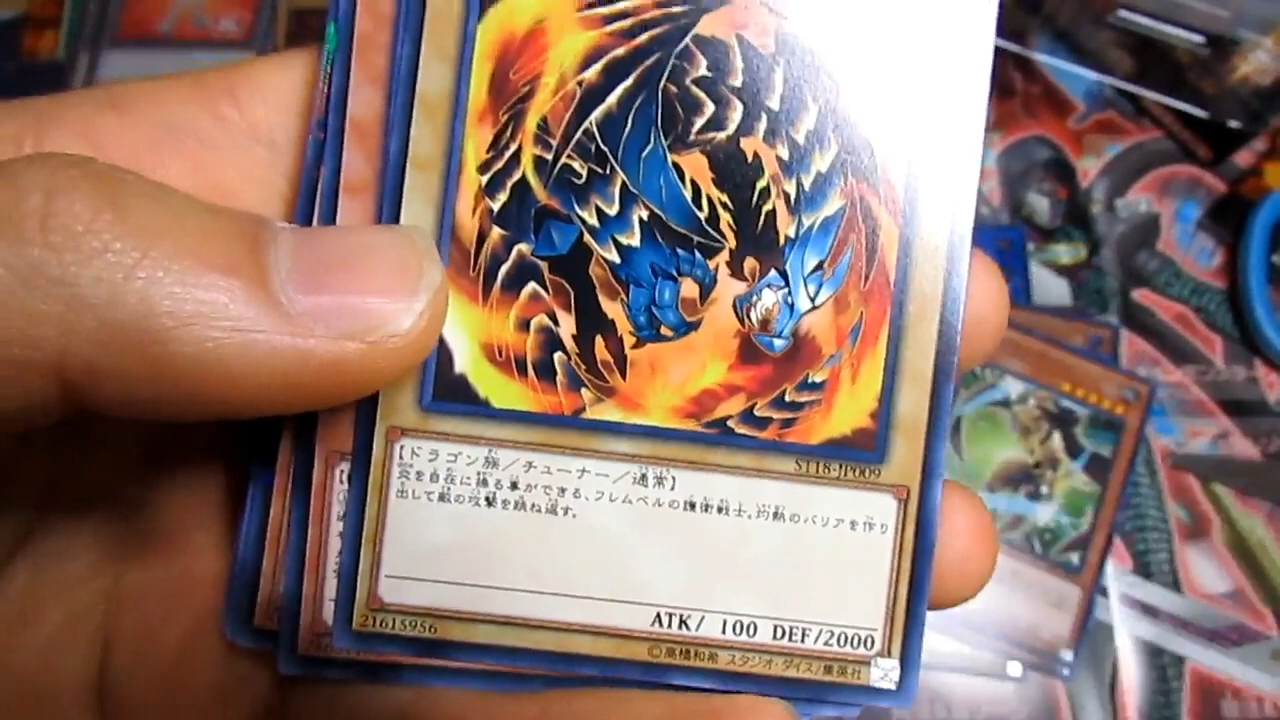 ST18-JP009
【ドラゴン族／チューナー／通常】
炎を自在に操る事ができる、フレムベルの護衛戦士。灼熱のバリアを作り
出して敵の攻撃を跳ね返す。
ATK/ 100 DEF/2000
21615956
©高橋和希 スタジオ・ダイス/集英社